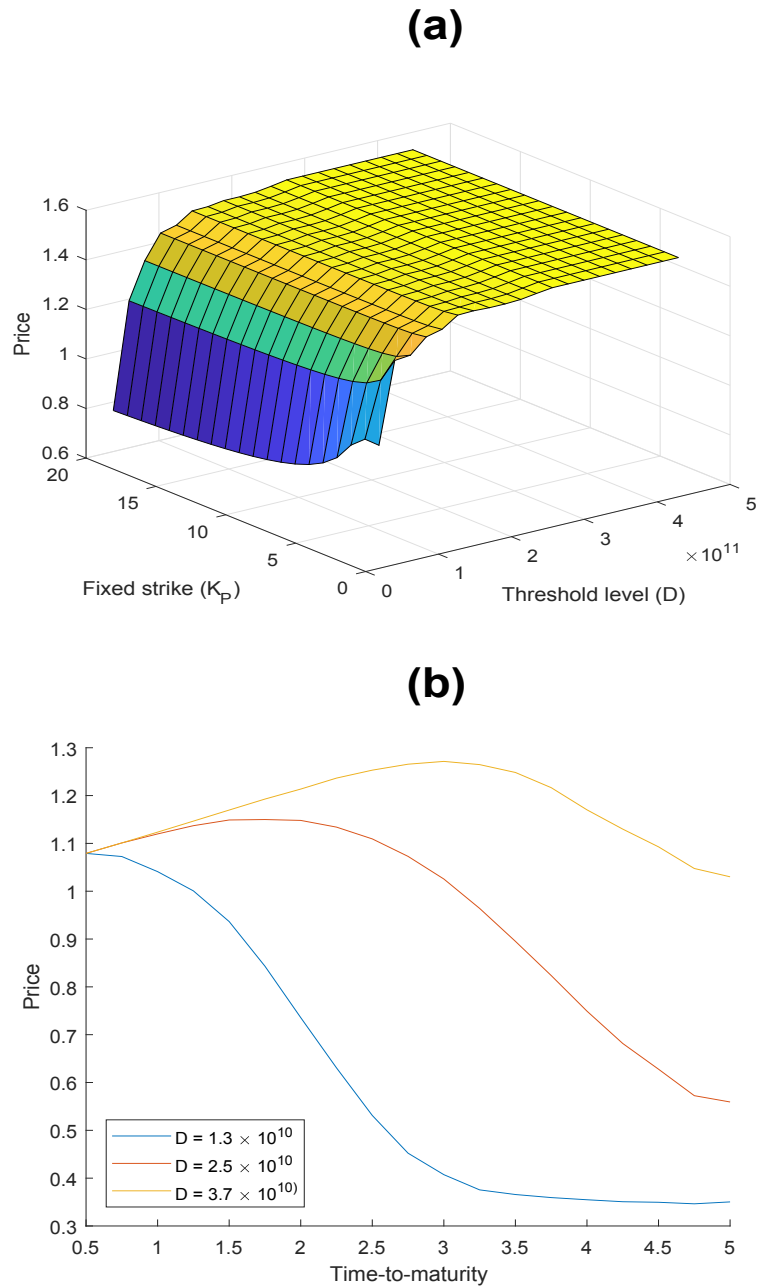 (a)
1.6
1.4
1.2
1
0.8
0.6
Price
20
15
10
5
0
Fixed strike (K_P)
0
1
2
3
4
5
×10^11
Threshold level (D)
(b)
1.3
1.2
1.1
1
0.9
0.8
0.7
0.6
0.5
0.4
0.3
Price
D = 1.3 × 10^10
D = 2.5 × 10^10
D = 3.7 × 10^10)
0.5 1 1.5 2 2.5 3 3.5 4 4.5 5
Time-to-maturity